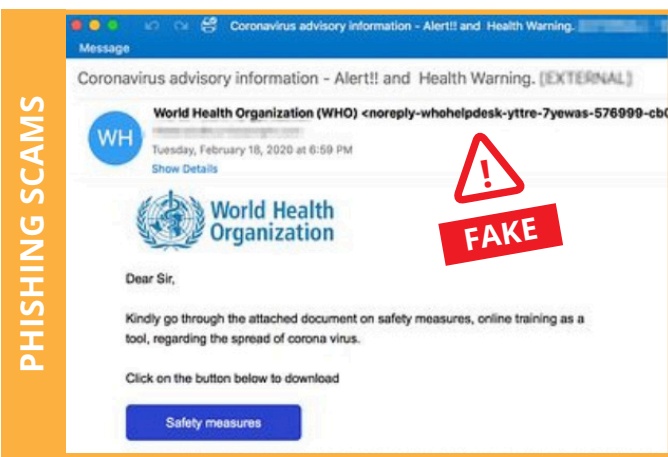 PHISHING SCAMS
Coronavirus advisory information - Alert!! and Health Warning.
Message
Coronavirus advisory information - Alert!! and Health Warning. [EXTERNAL]
World Health Organization (WHO) <noreply-whohelpdesk-yttre-7yewas-576999-cb
WH
Tuesday, February 18, 2020 at 6:59 PM
Show Details
!
FAKE
World Health
Organization
Dear Sir,
Kindly go through the attached document on safety measures, online training as a
tool, regarding the spread of corona virus.
Click on the button below to download
Safety measures